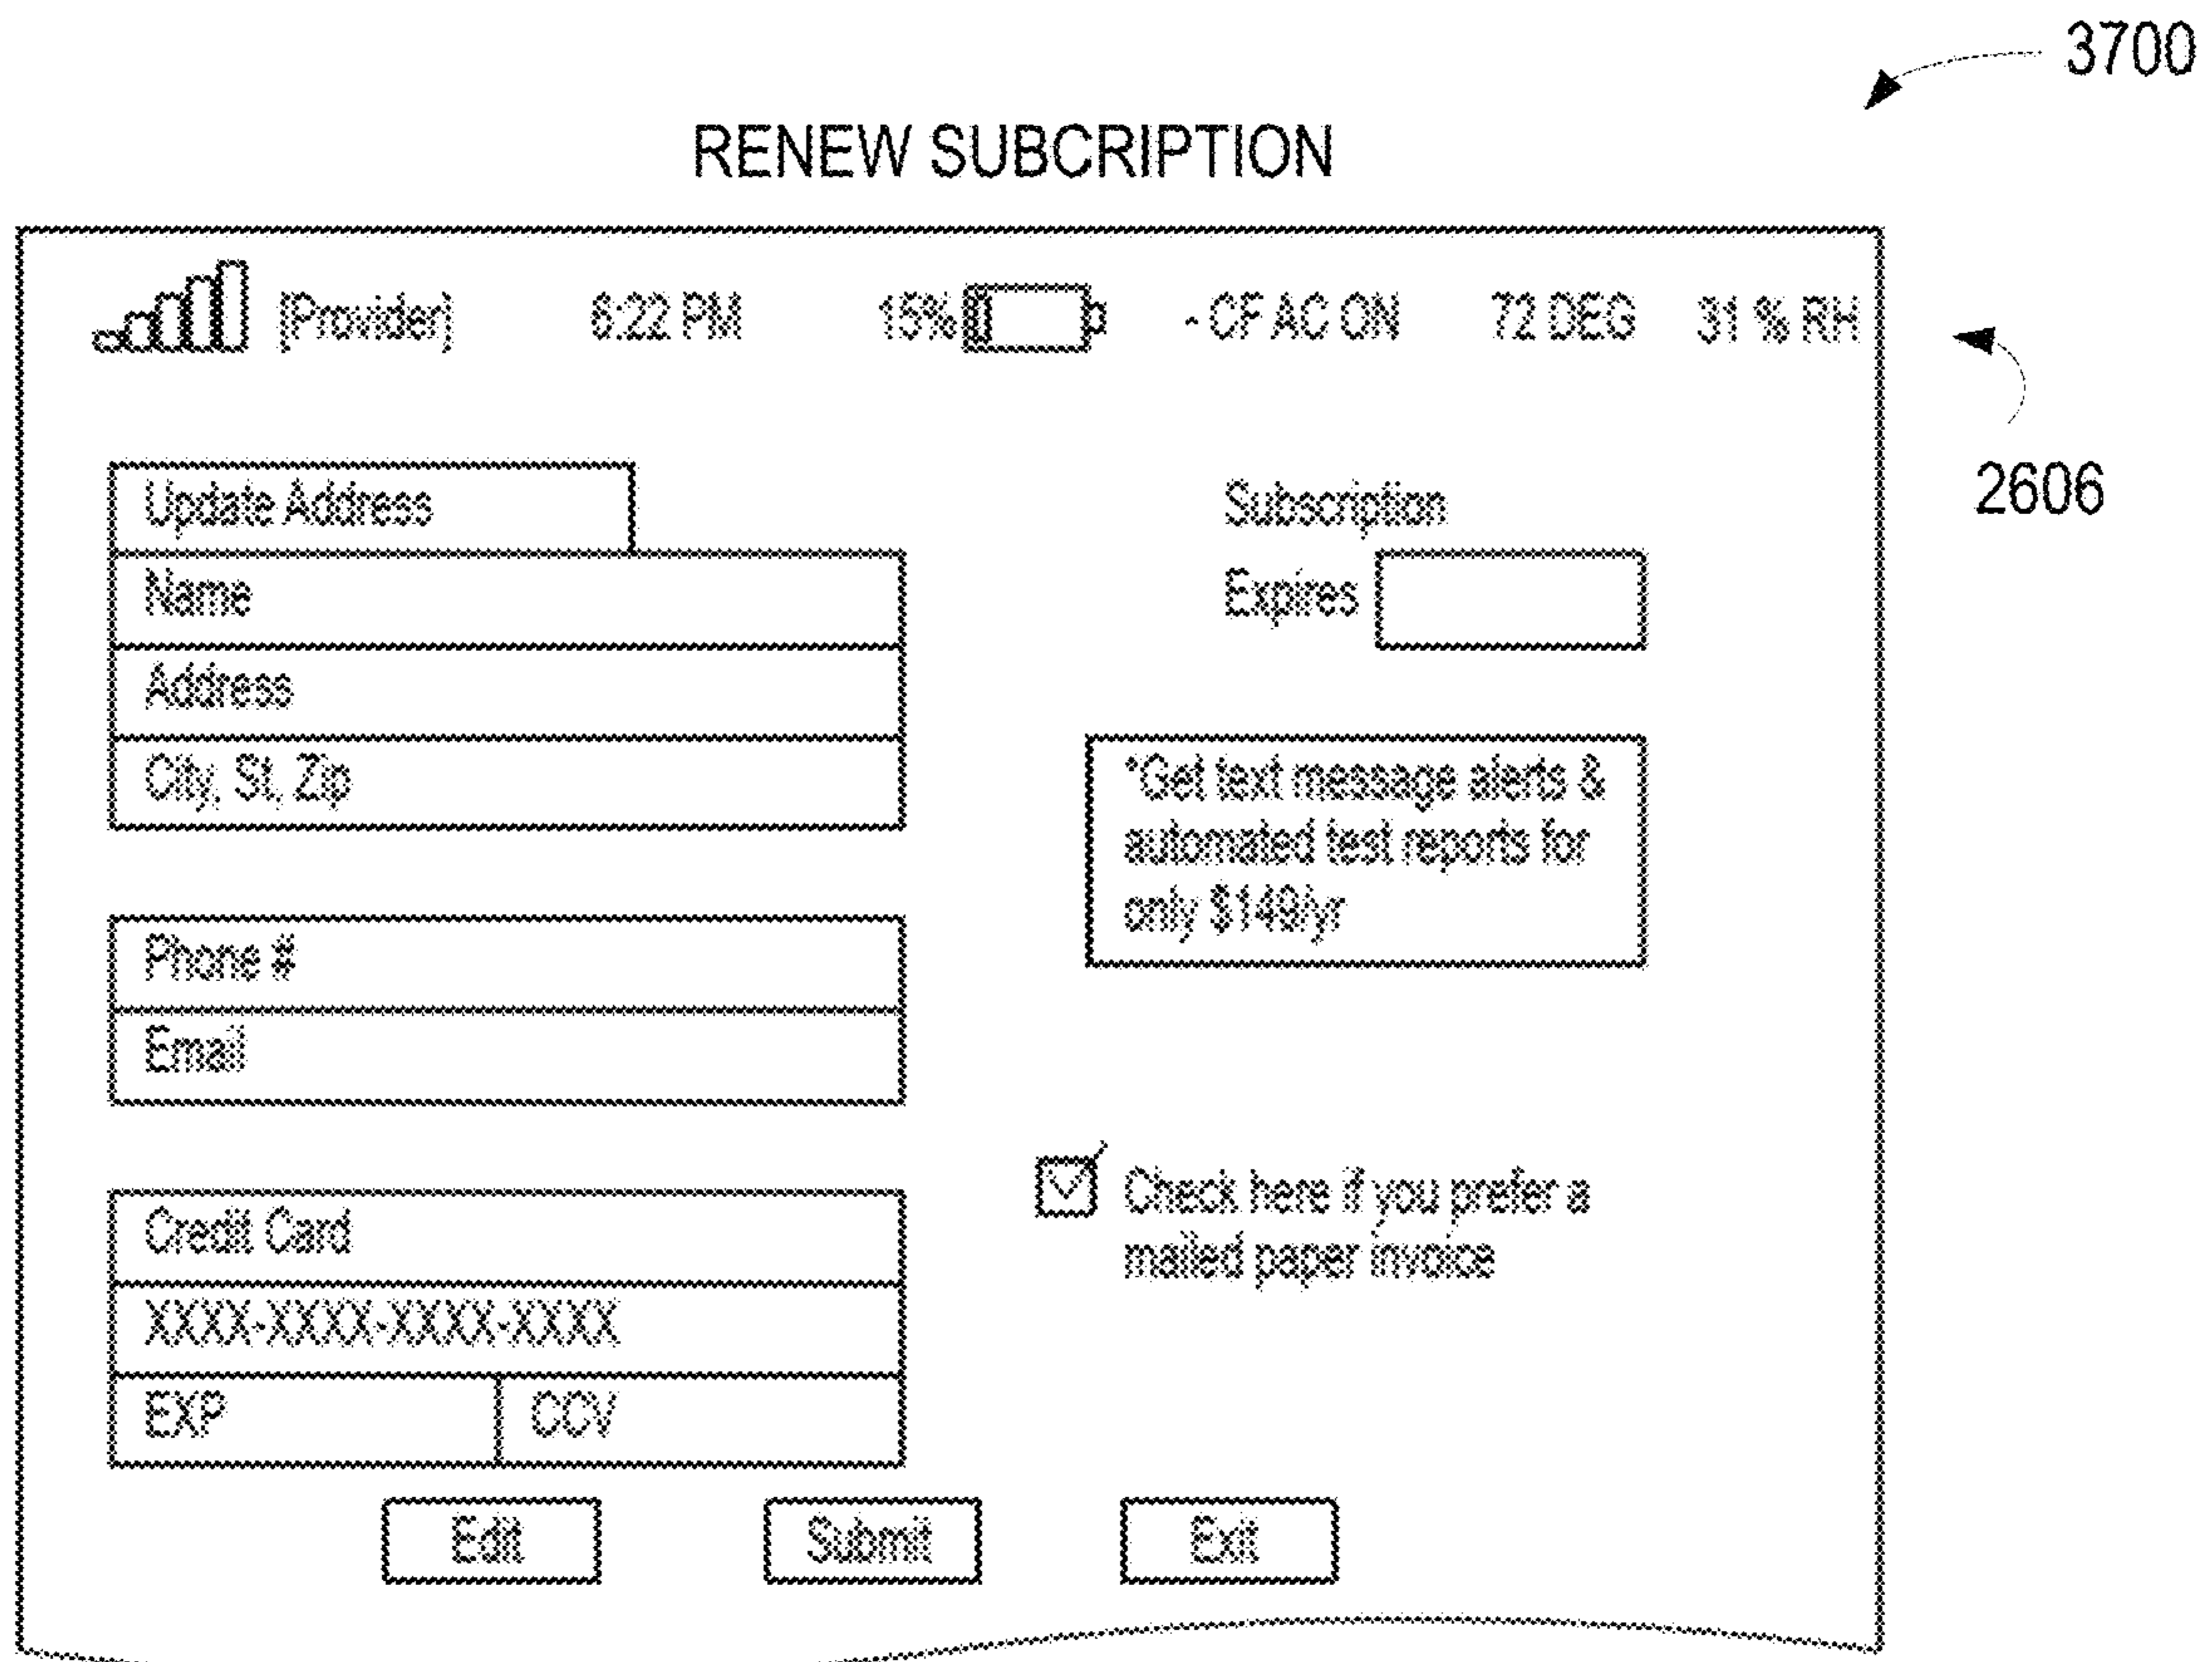 3700
RENEW SUBCRIPTION
[Provider] 6:22 PM 15% - CF AC ON 72 DEG 31 % RH
2606
Update Address
Name
Address
City, St, Zip
Subscription
Expires
*Get text message alerts &
automated test reports for
only $149/yr
Phone #
Email
Check here if you prefer a
mailed paper invoice
Credit Card
XXXX-XXXX-XXXX-XXXX
EXP CCV
Edit Submit Exit